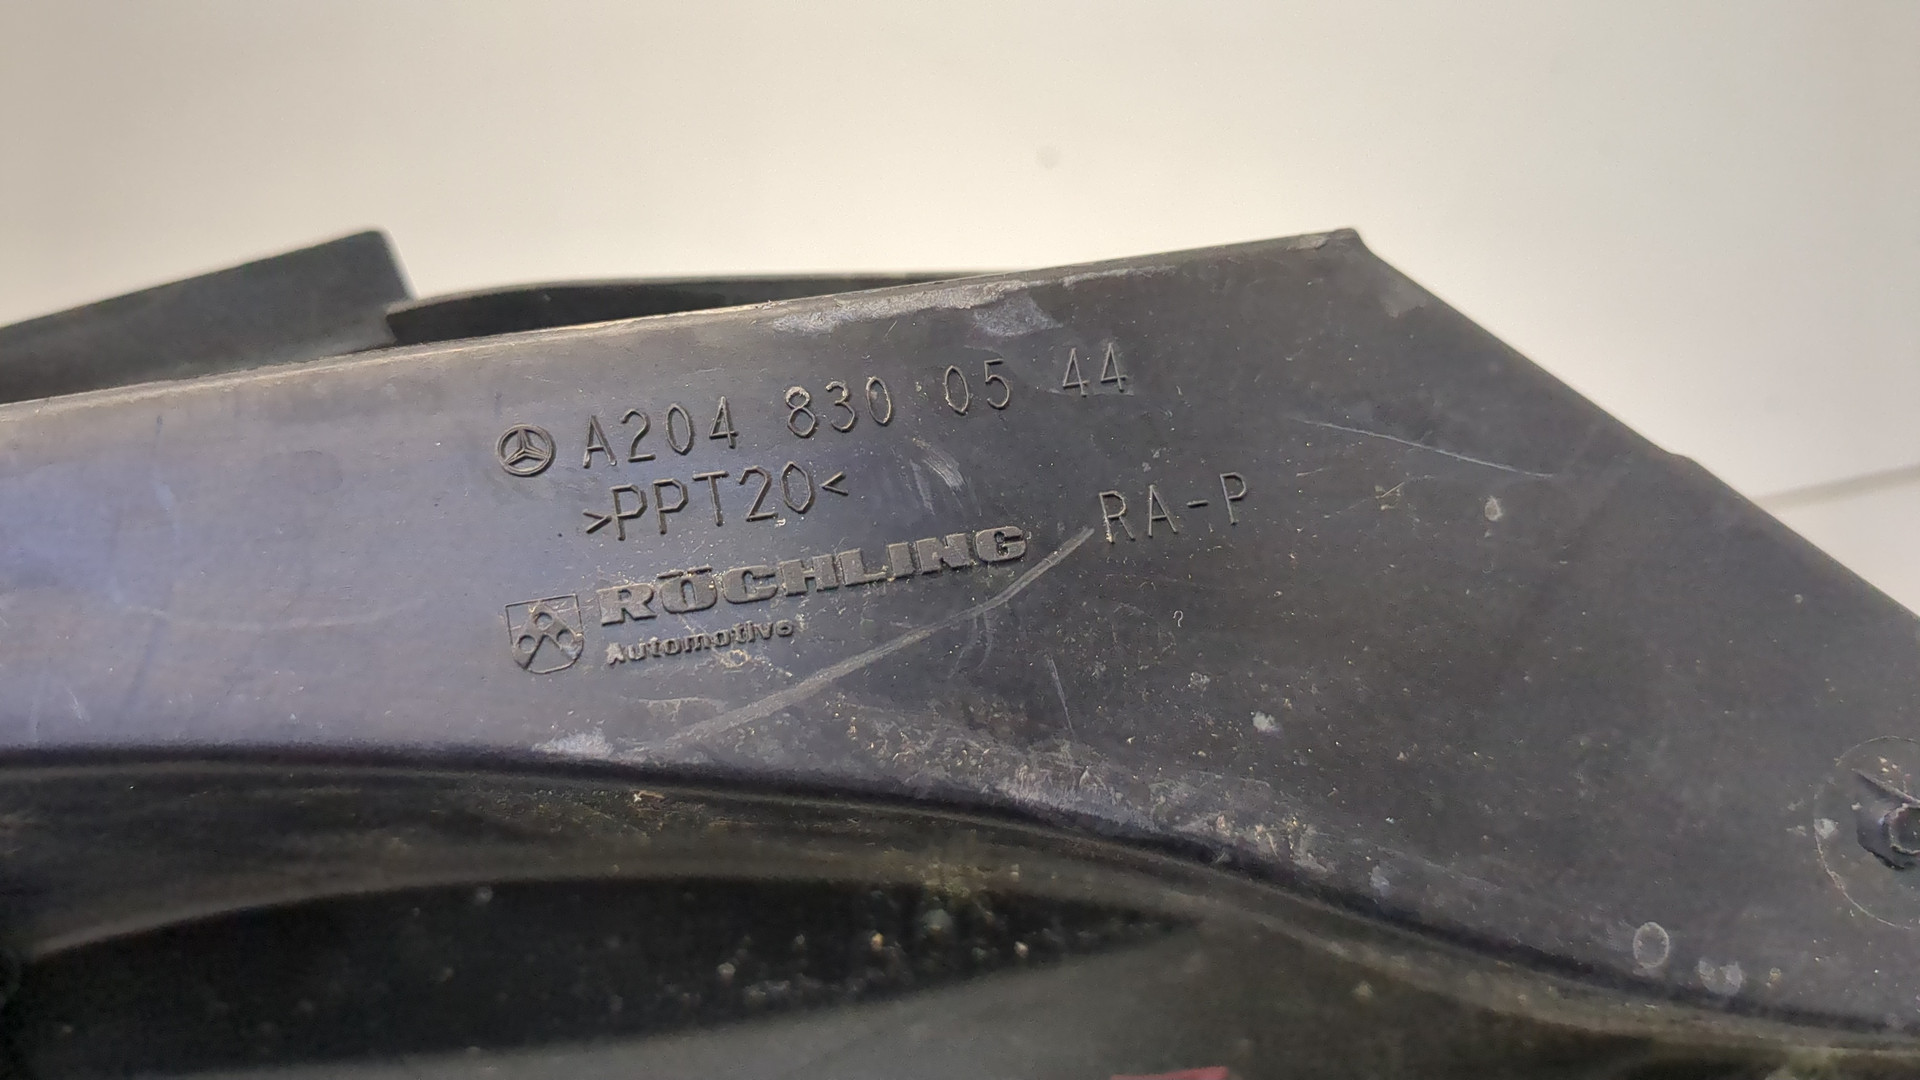 A204 830 05 44
>PPT20<
RÖCHLING RA-P
Automotive